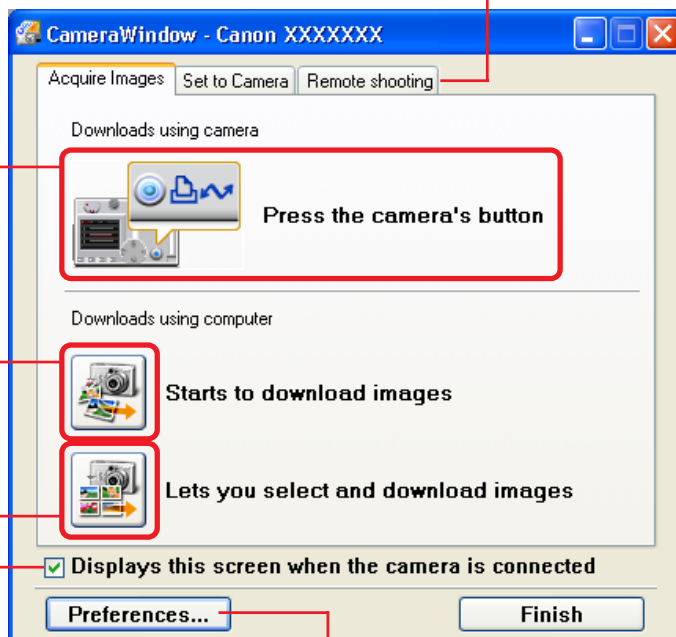 CameraWindow - Canon XXXXXXX
Acquire Images Set to Camera Remote shooting
Downloads using camera
Press the camera's button
Downloads using computer
Starts to download images
Lets you select and download images
Displays this screen when the camera is connected
Preferences... Finish